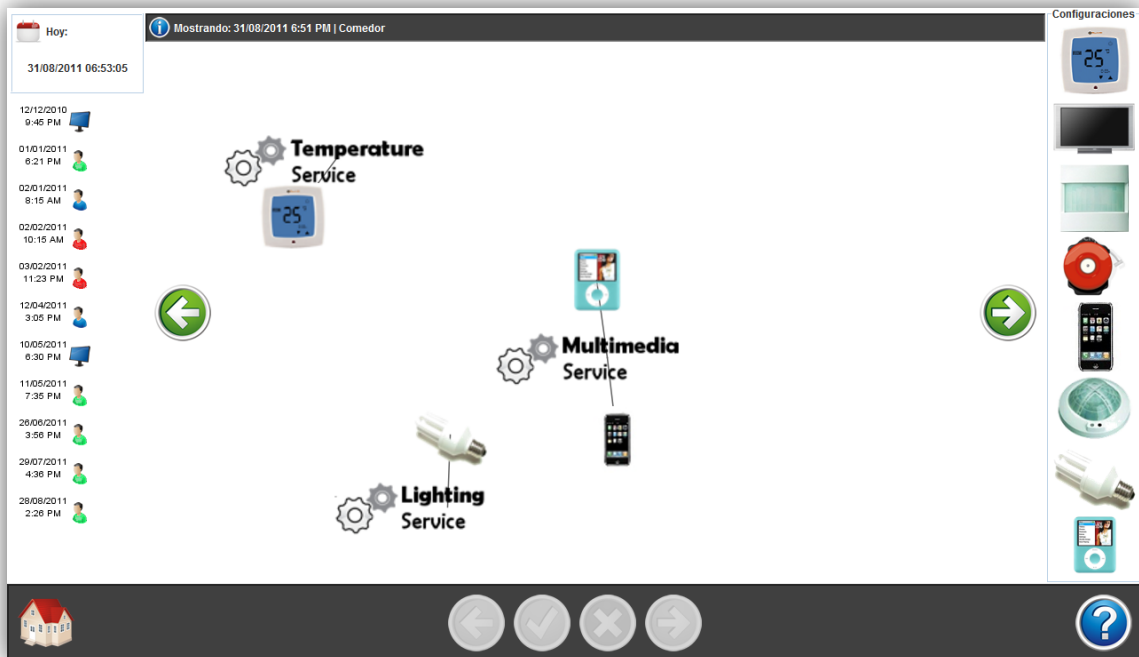 Hoy:
31/08/2011 06:53:05
Mostrando: 31/08/2011 6:51 PM | Comedor
Configuraciones
12/12/2010
9:45 PM
01/01/2011
6:21 PM
02/01/2011
8:15 AM
02/02/2011
10:15 AM
03/02/2011
11:23 PM
12/04/2011
3:05 PM
10/05/2011
6:30 PM
11/05/2011
7:35 PM
26/06/2011
3:56 PM
29/07/2011
4:36 PM
28/08/2011
2:26 PM
Temperature
Service
25
Multimedia
Service
Lighting
Service
25